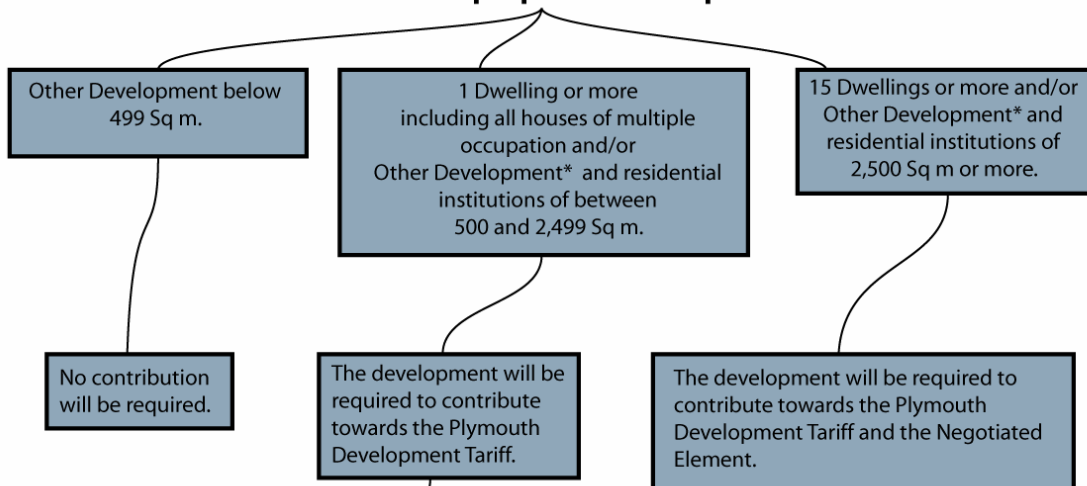 Other Development below
499 Sq m.
1 Dwelling or more
including all houses of multiple
occupation and/or
Other Development* and residential
institutions of between
500 and 2,499 Sq m.
15 Dwellings or more and/or
Other Development* and
residential institutions of
2,500 Sq m or more.
No contribution
will be required.
The development will be
required to contribute
towards the Plymouth
Development Tariff.
The development will be required to
contribute towards the Plymouth
Development Tariff and the Negotiated
Element.